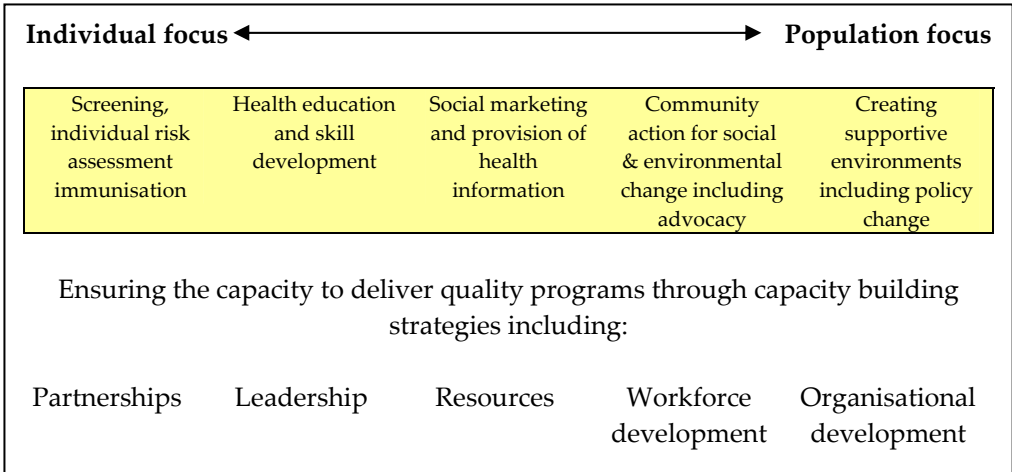 Individual focus Population focus
Screening, individual risk assessment immunisation
Health education and skill development
Social marketing and provision of health information
Community action for social & environmental change including advocacy
Creating supportive environments including policy change
Ensuring the capacity to deliver quality programs through capacity building
strategies including:
Partnerships
Leadership
Resources
Workforce development
Organisational development